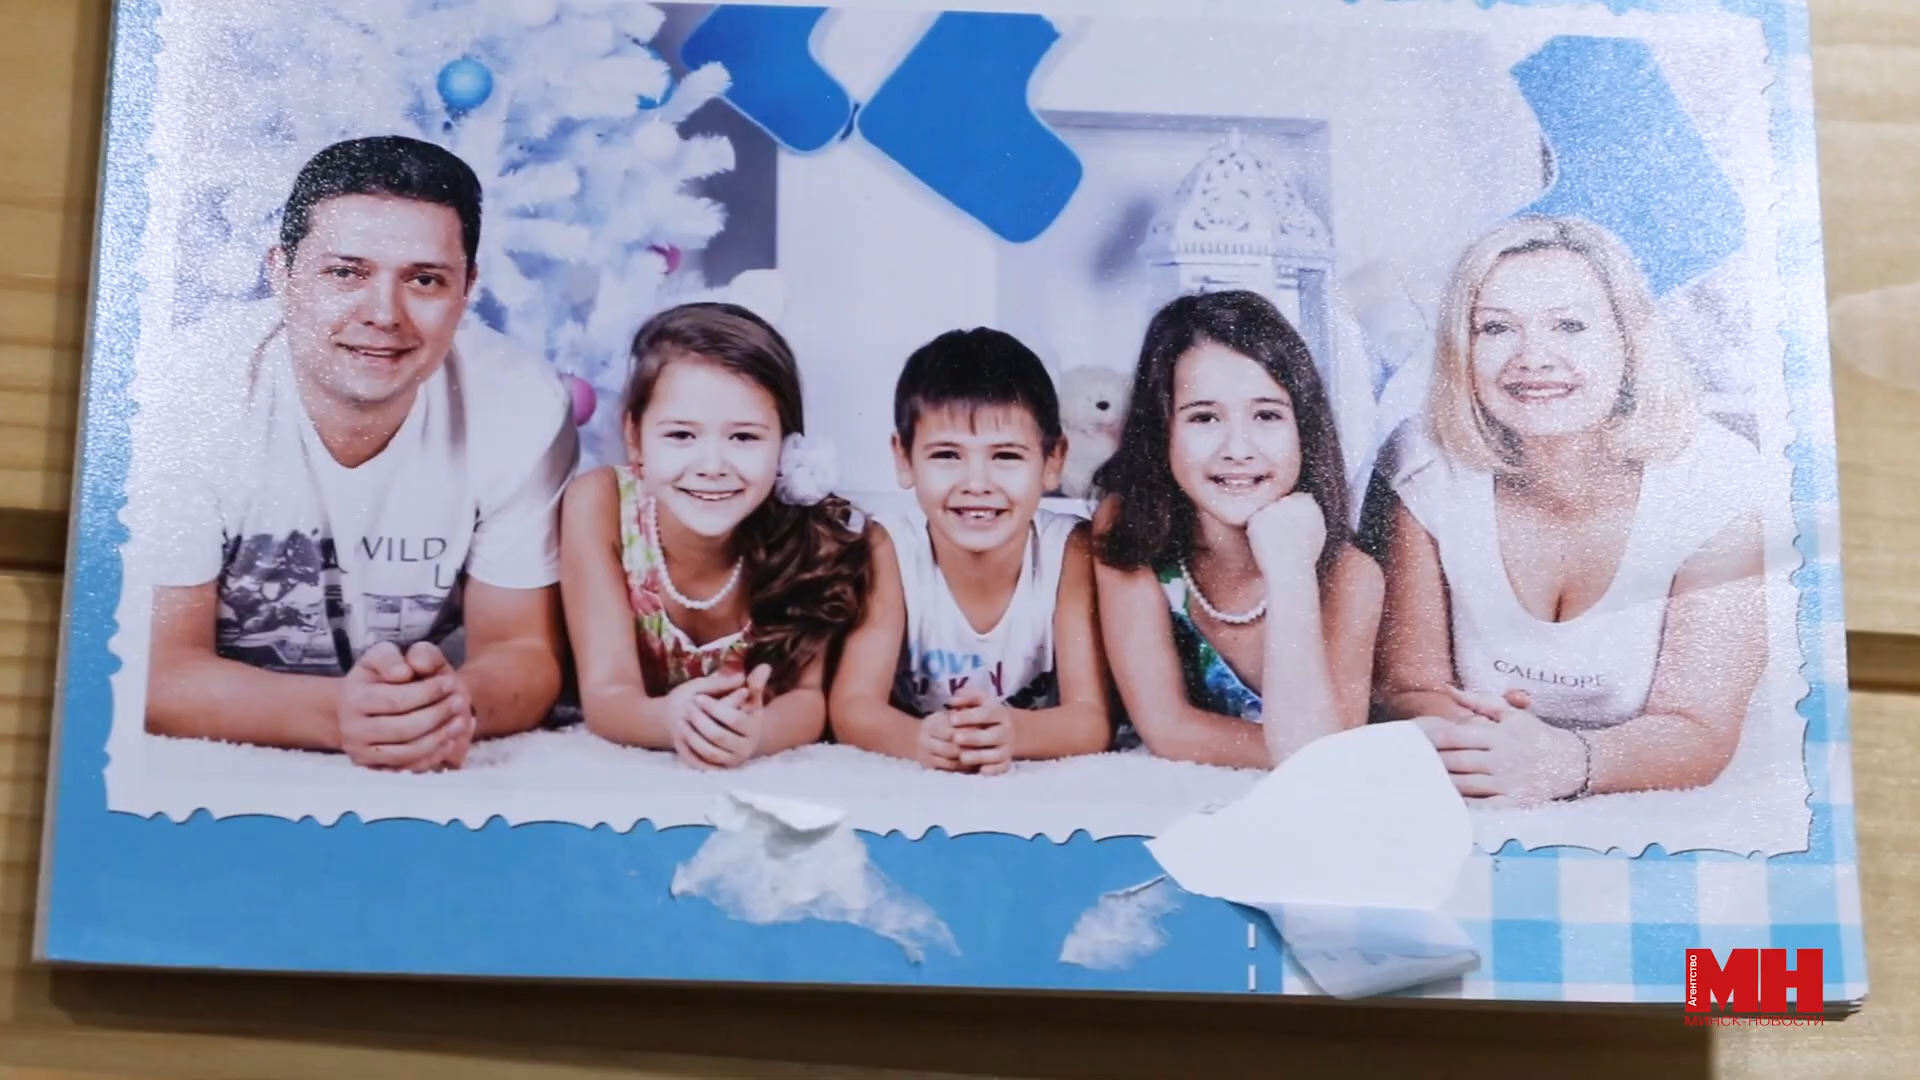 WILD
L
LOVE
CALLIOPE
Агентство
МН
МИНСК-НОВОСТИ